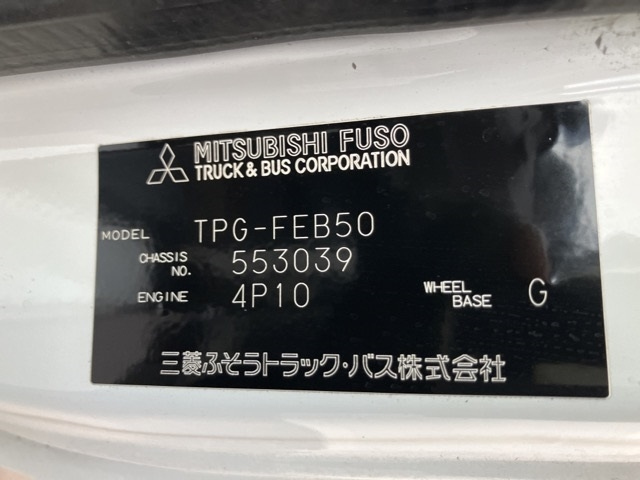 MITSUBISHI FUSO
TRUCK & BUS CORPORATION
MODEL TPG-FEB50
CHASSIS NO. 553039
ENGINE 4P10 WHEEL BASE G
三菱ふそうトラック・バス株式会社